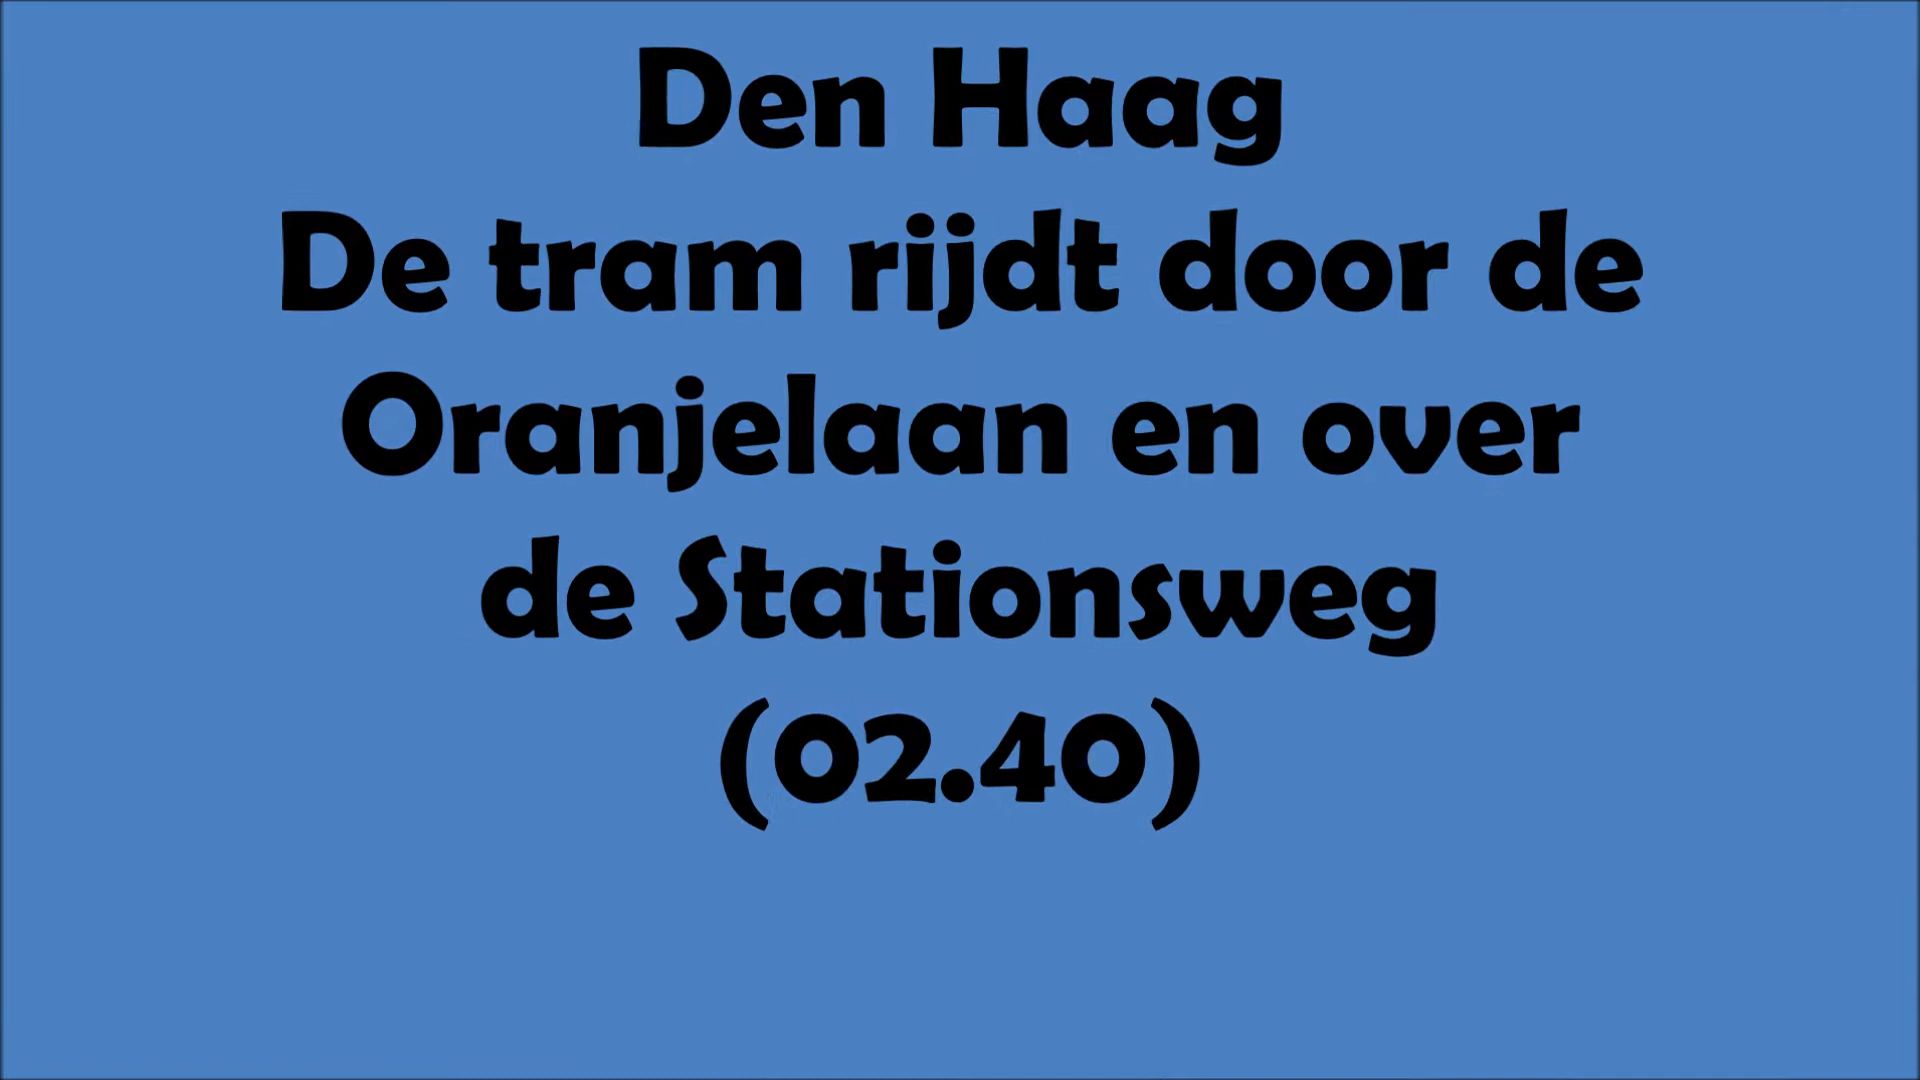 Den Haag
De tram rijdt door de
Oranjelaan en over
de Stationsweg
(02.40)